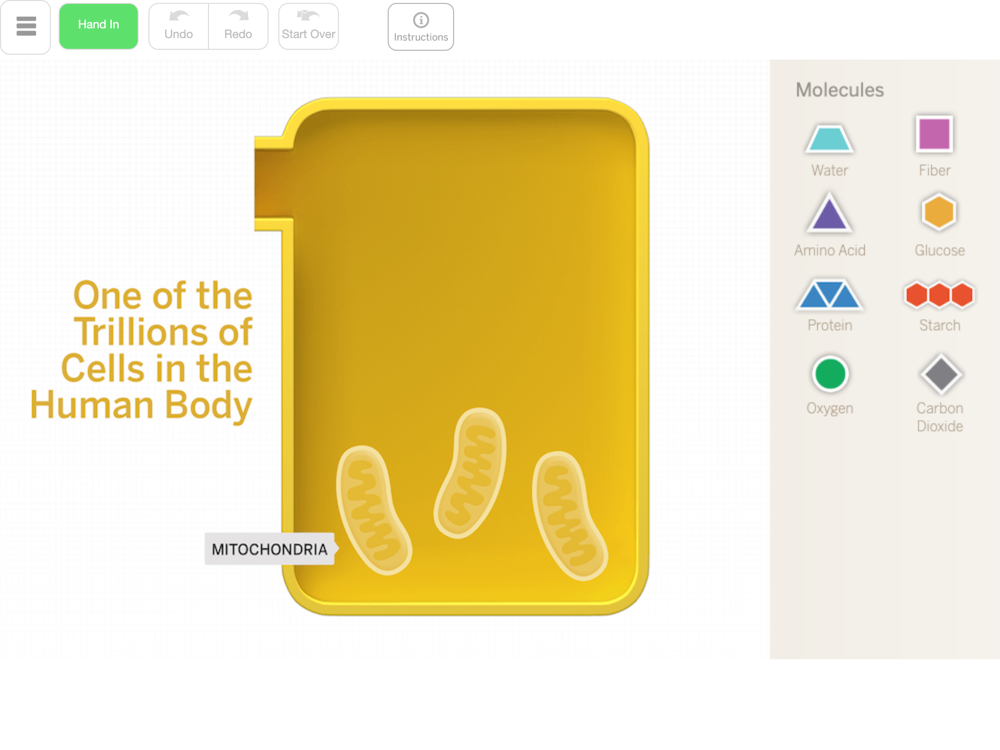 Hand In
Undo
Redo
Start Over
Instructions
One of the
Trillions of
Cells in the
Human Body
MITOCHONDRIA
Molecules
Water
Fiber
Amino Acid
Glucose
Protein
Starch
Oxygen
Carbon
Dioxide